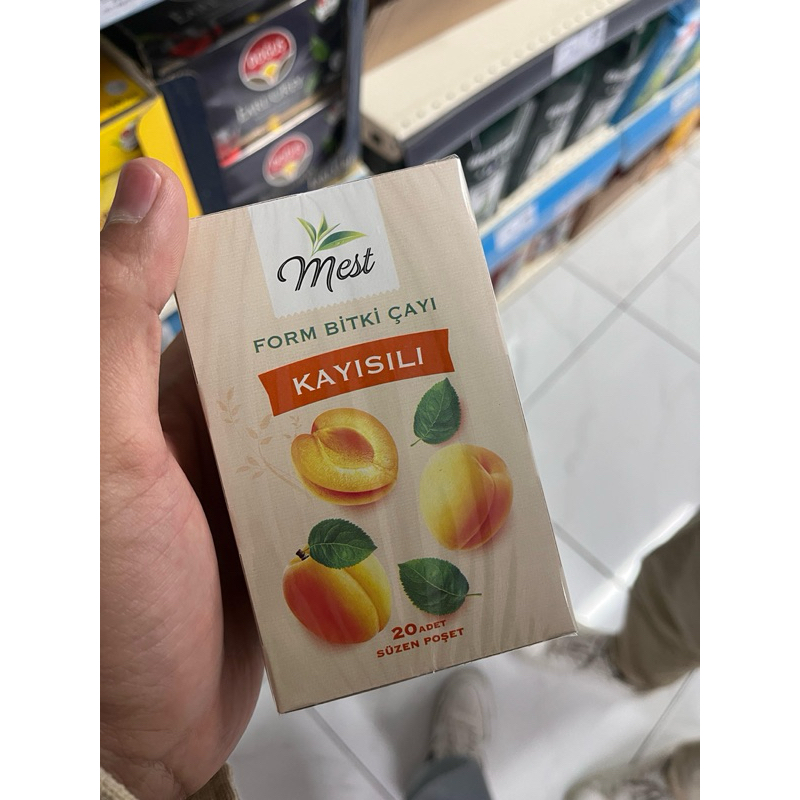 Mest
FORM BİTKİ ÇAYI
KAYISILI
20 ADET
SÜZEN POŞET